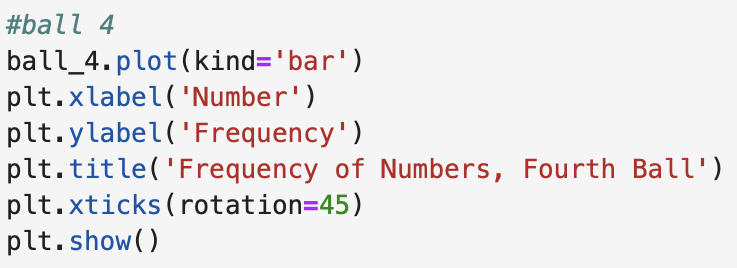 #ball 4
ball_4.plot(kind='bar')
plt.xlabel('Number')
plt.ylabel('Frequency')
plt.title('Frequency of Numbers, Fourth Ball')
plt.xticks(rotation=45)
plt.show()